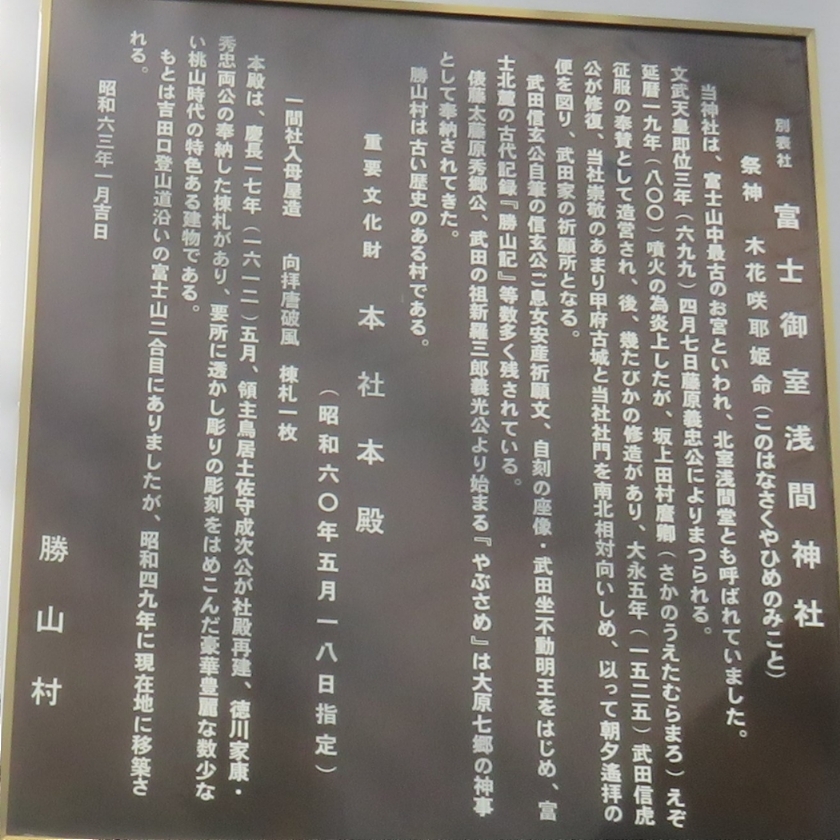 別表社　富士御室浅間神社
祭神　木花咲耶姫命（このはなさくやひめのみこと）
当神社は、富士山中最古のお宮といわれ、北室浅間堂とも呼ばれていました。
文武天皇即位三年（六九九）四月七日藤原義忠公によりまつられる。
延暦一九年（八〇〇）噴火の為炎上したが、坂上田村麿卿（さかのうえたむらまろ）えぞ
征服の奉賛として造営され、後、幾たびかの修造があり、大永五年（一五二五）武田信虎
公が修復、当社崇敬のあまり甲府古城と当社社門を南北相対向いしめ、以って朝夕遙拝の
便を図り、武田家の祈願所となる。
武田信玄公自筆の信玄公ご息女安産祈願文、自刻の座像・武田坐不動明王をはじめ、富
士北麓の古代記録『勝山記』等数多く残されている。
俵藤太藤原秀郷公、武田の祖新羅三郎義光公より始まる『やぶさめ』は大原七郷の神事
として奉納されてきた。
勝山村は古い歴史のある村である。
重要文化財　本社本殿
（昭和六〇年五月一八日指定）
一間社入母屋造　向拝唐破風　棟札一枚
本殿は、慶長一七年（一六一二）五月、領主鳥居土佐守成次公が社殿再建、徳川家康・
秀忠両公の奉納した棟札があり、要所に透かし彫りの彫刻をはめこんだ豪華豊麗な数少な
い桃山時代の特色ある建物である。
もとは吉田口登山道沿いの富士山二合目にありましたが、昭和四九年に現在地に移築さ
れる。
昭和六三年一月吉日
勝山村